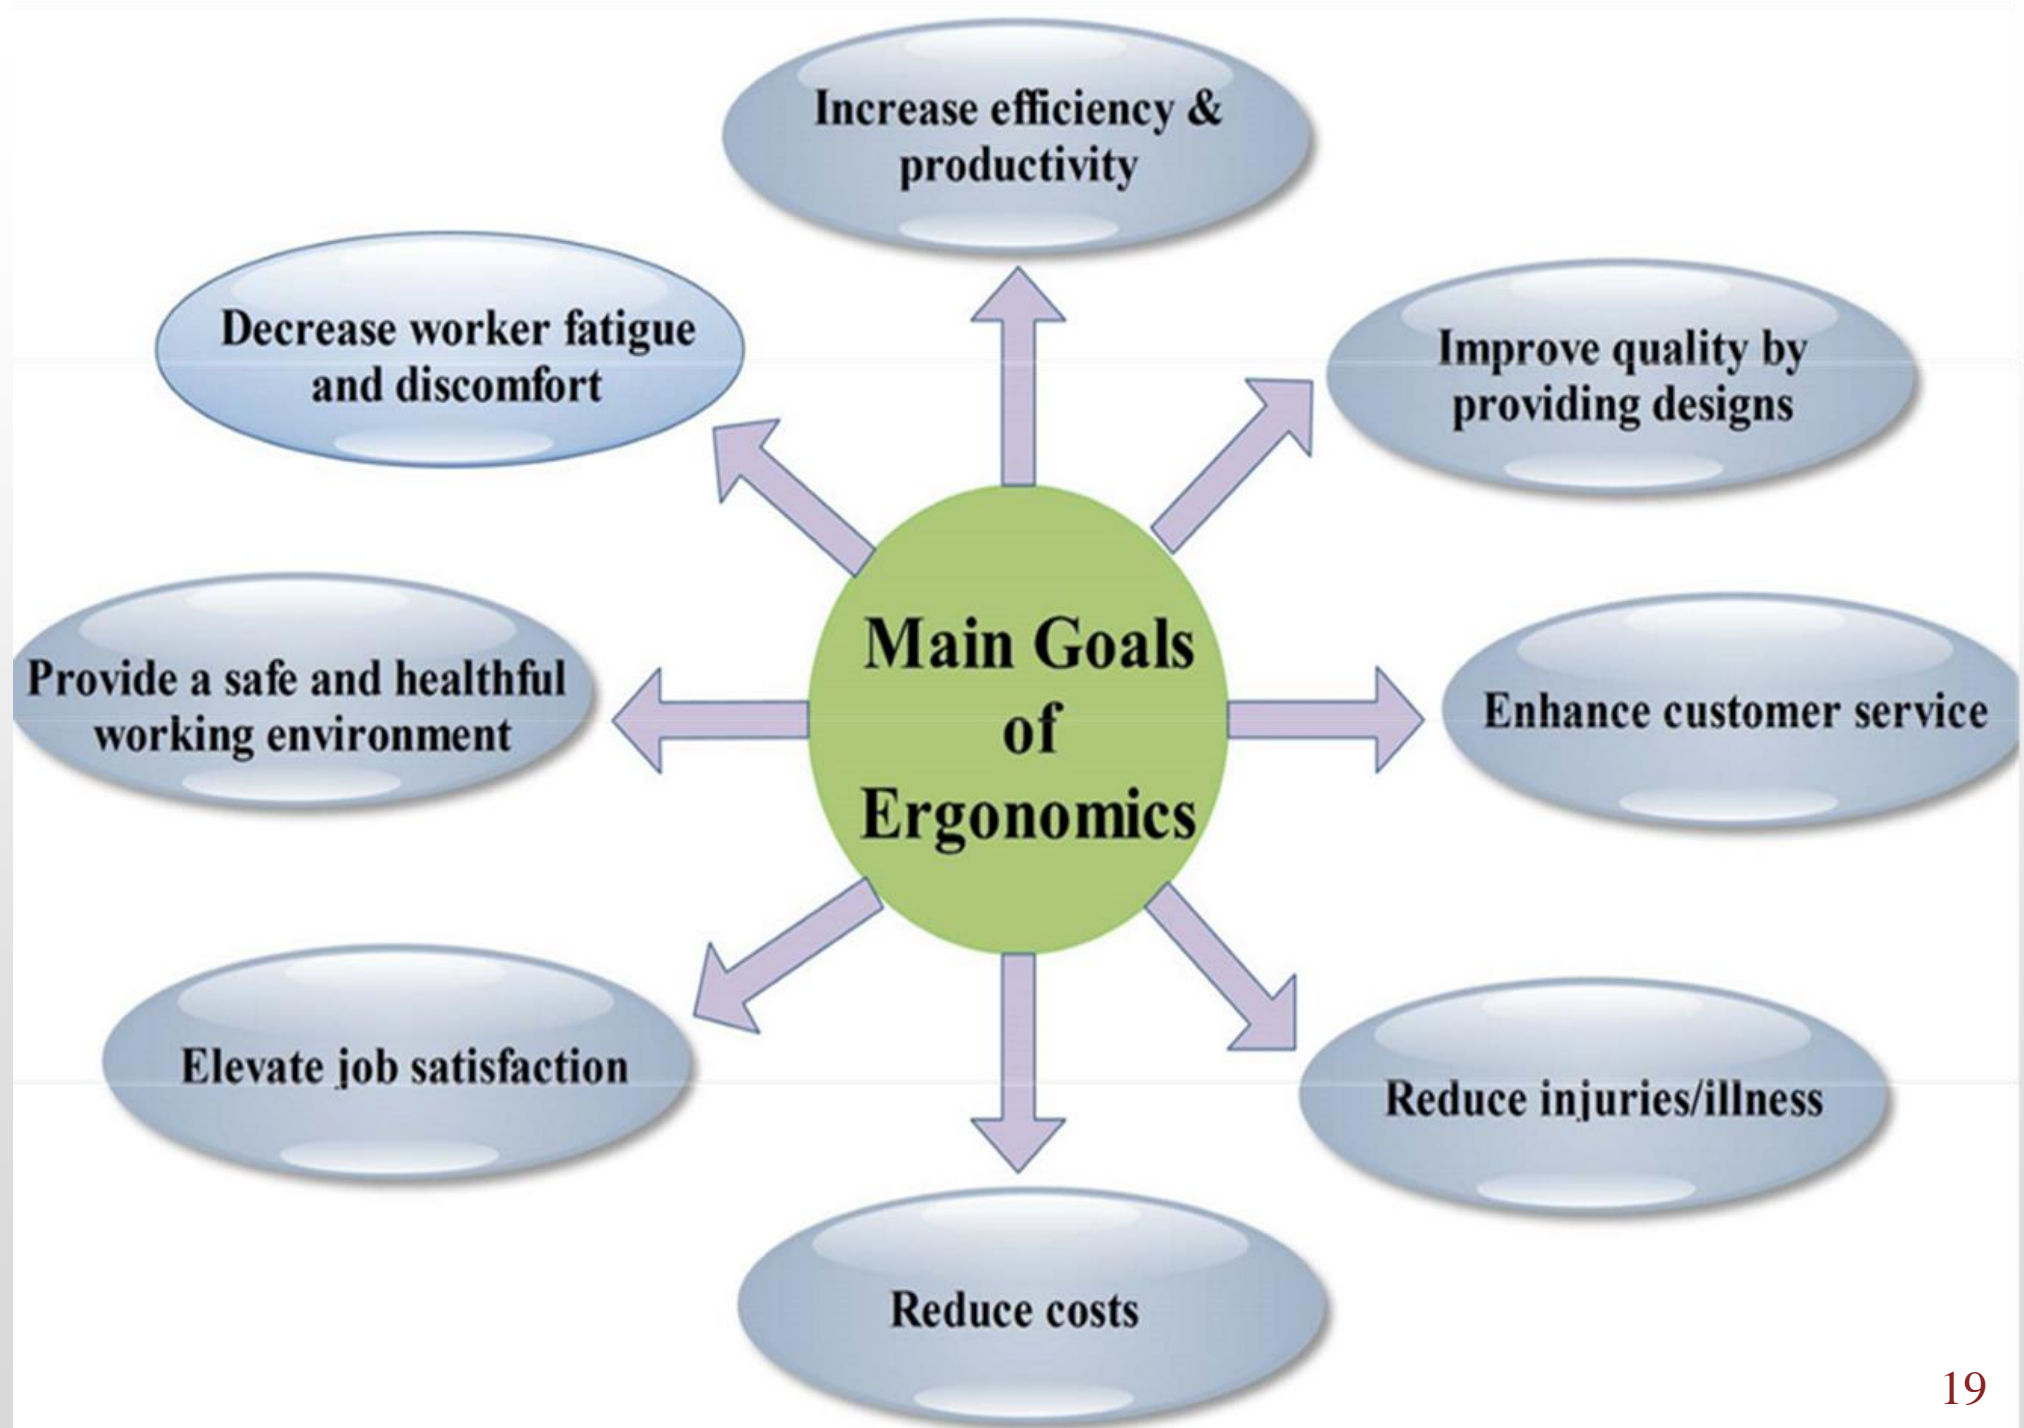 Increase efficiency &
productivity
Decrease worker fatigue
and discomfort
Improve quality by
providing designs
Main Goals
of
Ergonomics
Provide a safe and healthful
working environment
Enhance customer service
Elevate job satisfaction
Reduce injuries/illness
Reduce costs
19